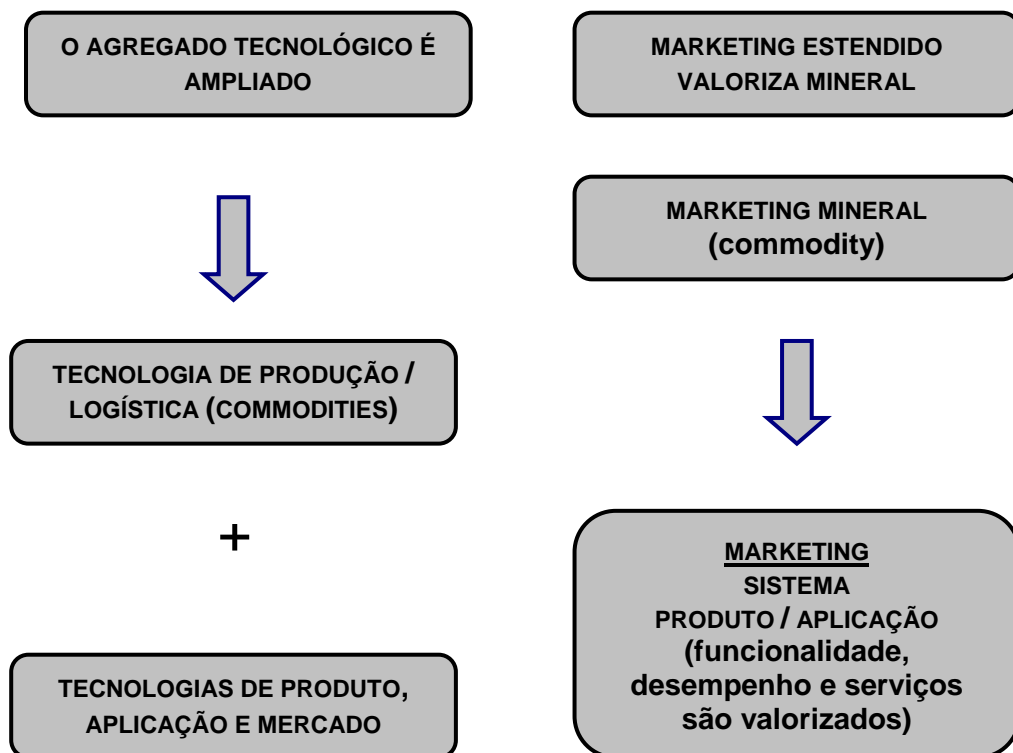 O AGREGADO TECNOLÓGICO É
AMPLIADO
TECNOLOGIA DE PRODUÇÃO /
LOGÍSTICA (COMMODITIES)
+
TECNOLOGIAS DE PRODUTO,
APLICAÇÃO E MERCADO
MARKETING ESTENDIDO
VALORIZA MINERAL
MARKETING MINERAL
(commodity)
MARKETING
SISTEMA
PRODUTO / APLICAÇÃO
(funcionalidade,
desempenho e serviços
são valorizados)